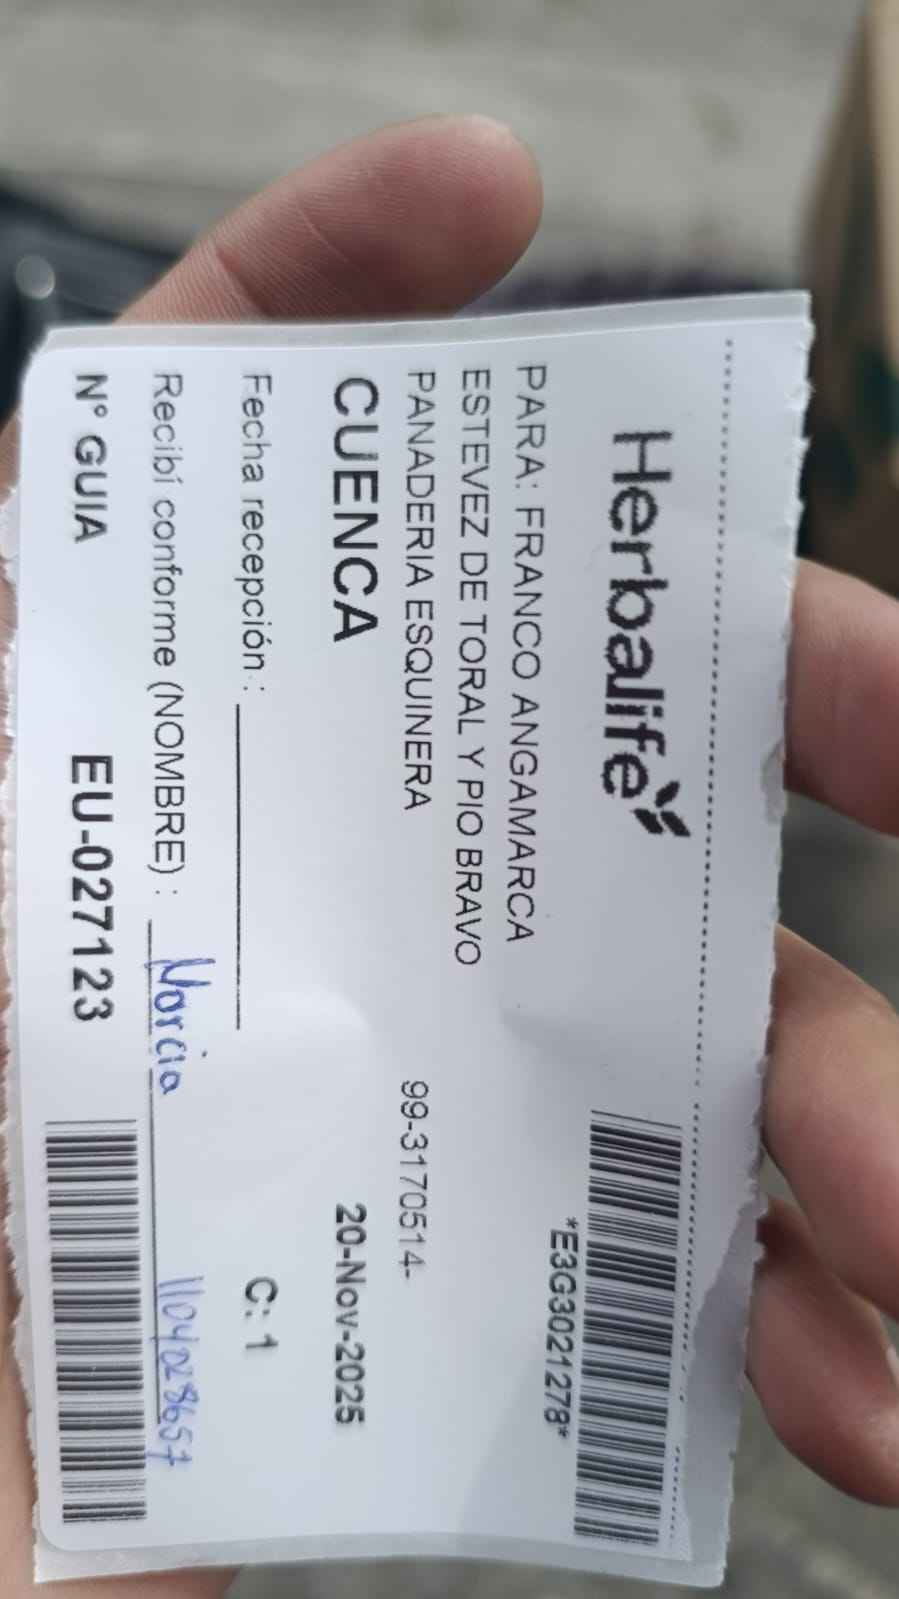 Herbalife
*E3G3021278*
PARA: FRANCO ANGAMARCA
ESTEVEZ DE TORAL Y PIO BRAVO
PANADERIA ESQUINERA 99-3170514-
CUENCA 20-Nov-2025
Fecha recepción : C: 1
Recibí conforme (NOMBRE) : Norcia 1104028657
N° GUIA EU-027123